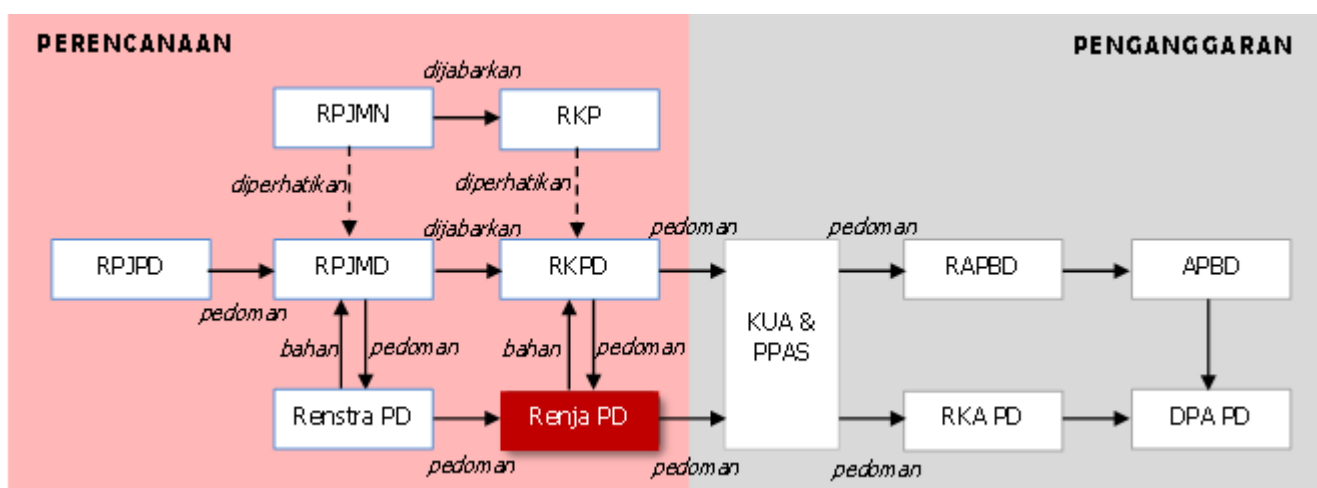 PERENCANAAN
PENGANGGARAN
dijabarkan
RPJMN
RKP
diperhatikan
diperhatikan
pedoman
dijabarkan
pedoman
RPJPD
RPJMD
RKPD
RAPBD
APBD
pedoman
KUA &
PPAS
bahan
pedoman
bahan
pedoman
Renstra PD
Renja PD
RKA PD
DPA PD
pedoman
pedoman
pedoman